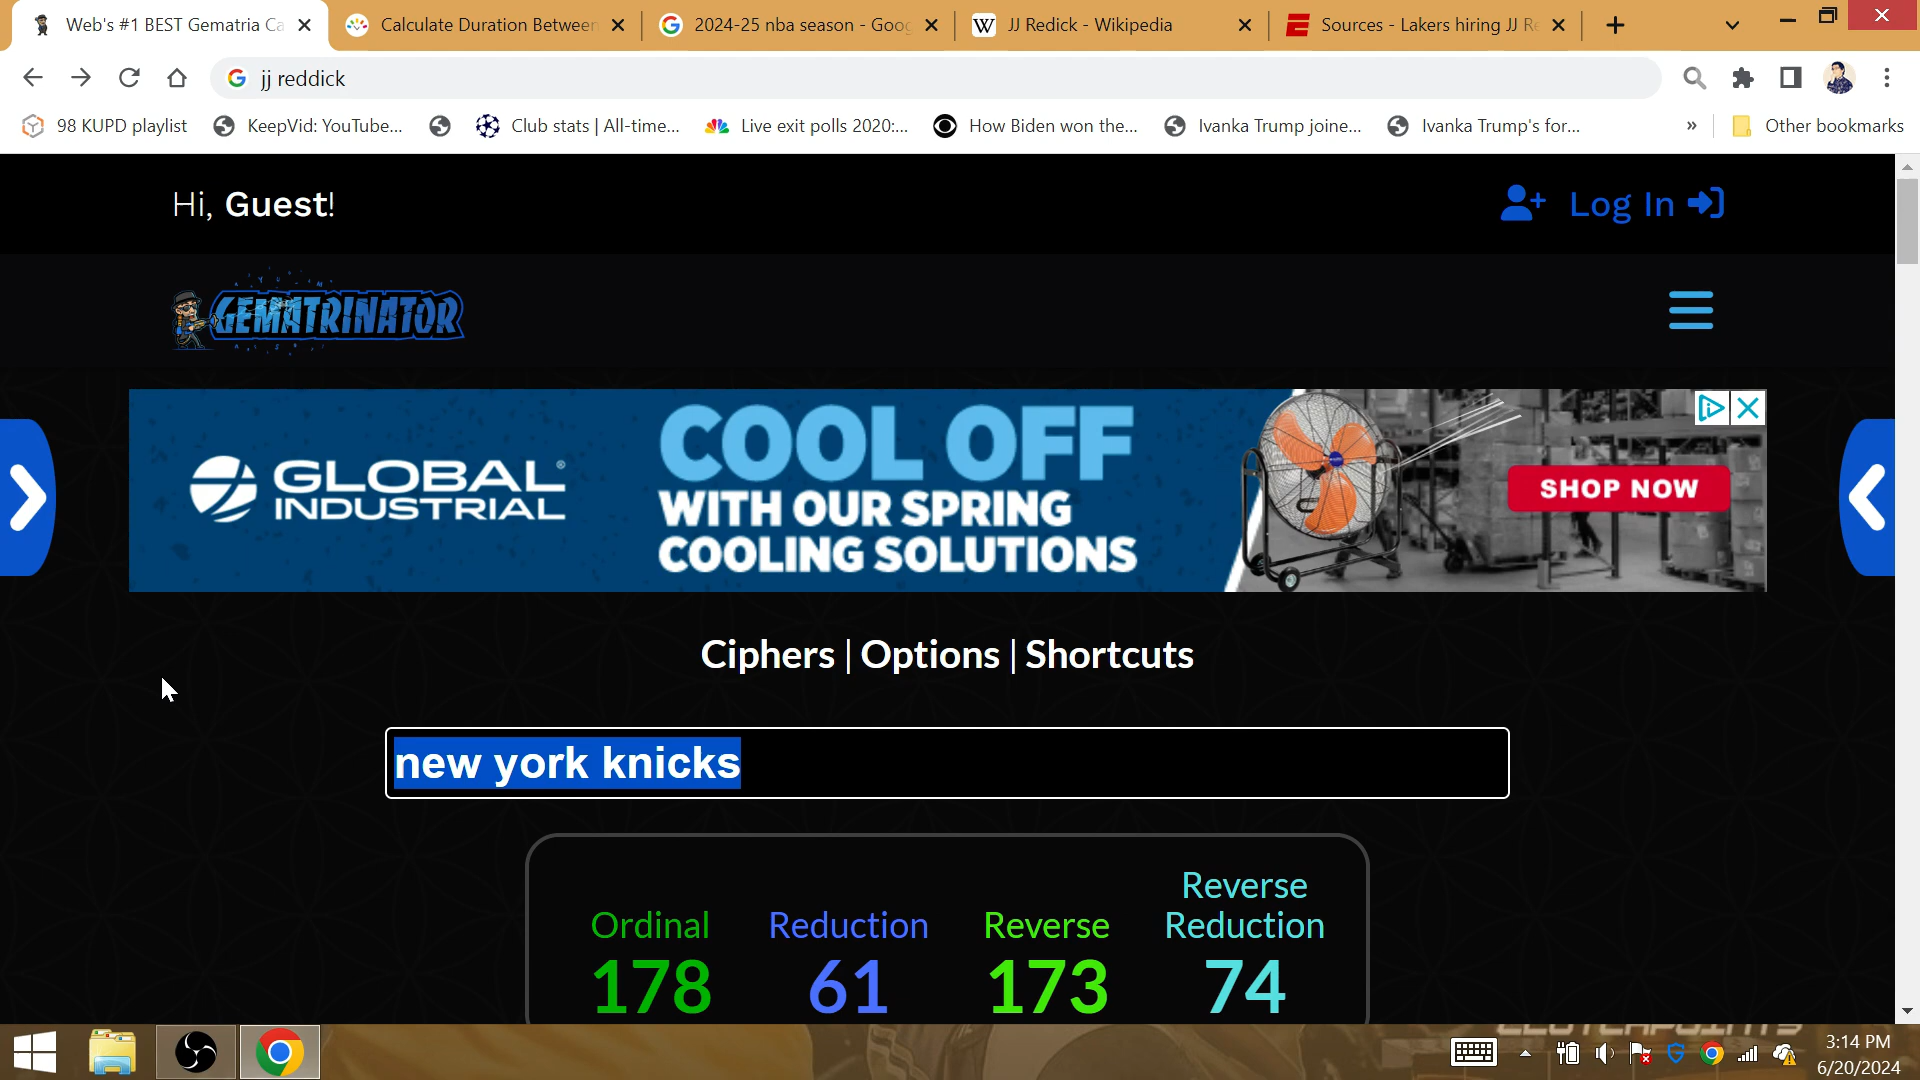 Web's #1 BEST Gematria Ca
Calculate Duration Between
2024-25 nba season - Goog
W JJ Redick - Wikipedia
Sources - Lakers hiring JJ Re
jj reddick
98 KUPD playlist
KeepVid: YouTube...
Club stats | All-time...
Live exit polls 2020:...
How Biden won the...
Ivanka Trump joine...
Ivanka Trump's for...
»
Other bookmarks
Hi, Guest!
Log In
GEMATRINATOR
GLOBAL
INDUSTRIAL
COOL OFF
WITH OUR SPRING
COOLING SOLUTIONS
SHOP NOW
Ciphers | Options | Shortcuts
new york knicks
Ordinal
178
Reduction
61
Reverse
173
Reverse
Reduction
74
CLUTCHPOINTS
3:14 PM
6/20/2024